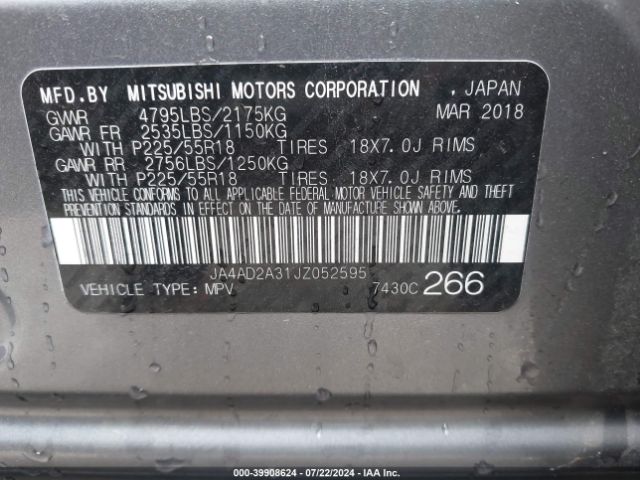 MFD.BY MITSUBISHI MOTORS CORPORATION , JAPAN
GVWR 4795LBS/2175KG MAR 2018
GAWR FR 2535LBS/1150KG
WITH P225/55R18 TIRES 18X7.0J RIMS
GAWR RR 2756LBS/1250KG
WITH P225/55R18 TIRES 18X7.0J RIMS
THIS VEHICLE CONFORMS TO ALL APPLICABLE FEDERAL MOTOR VEHICLE SAFETY AND THEFT
PREVENTION STANDARDS IN EFFECT ON THE DATE OF MANUFACTURE SHOWN ABOVE.
JA4AD2A31JZ052595
VEHICLE TYPE: MPV 7430C 266
000-39908624 | 07/22/2024 | IAA Inc.